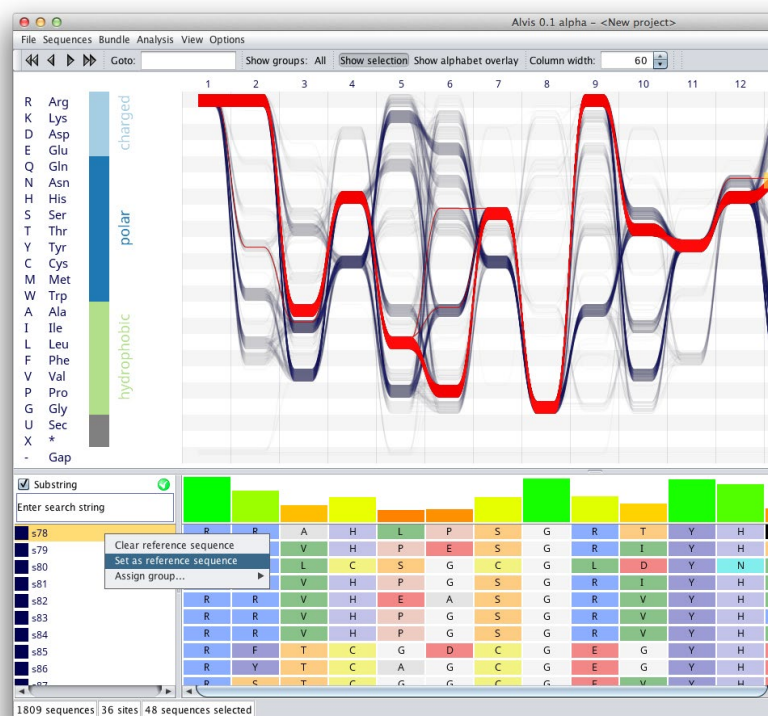 Alvis 0.1 alpha – <New project>
File Sequences Bundle Analysis View Options
Goto: Show groups: All Show selection Show alphabet overlay Column width: 60
1 2 3 4 5 6 7 8 9 10 11 12
R Arg
K Lys
D Asp
E Glu
Q Gln
N Asn
H His
S Ser
T Thr
Y Tyr
C Cys
M Met
W Trp
A Ala
I Ile
L Leu
F Phe
V Val
P Pro
G Gly
U Sec
X *
- Gap
charged
polar
hydrophobic
Substring
Enter search string
s78 R R A H L P S G R T Y H
Clear reference sequence
s79 V H P E S G R I Y H
Set as reference sequence
s80 L C S G C G L D Y N
Assign group...
s81 V H P G S G R I Y H
s82 R R V H E A S G R V Y H
s83 R R V H P G S G R V Y H
s84 R R V H P G S G R V Y H
s85 R F T C G D C G E G Y H
s86 R Y T C A G C G E G Y H
s87 R S T C G G C G E V Y H
1809 sequences 36 sites 48 sequences selected